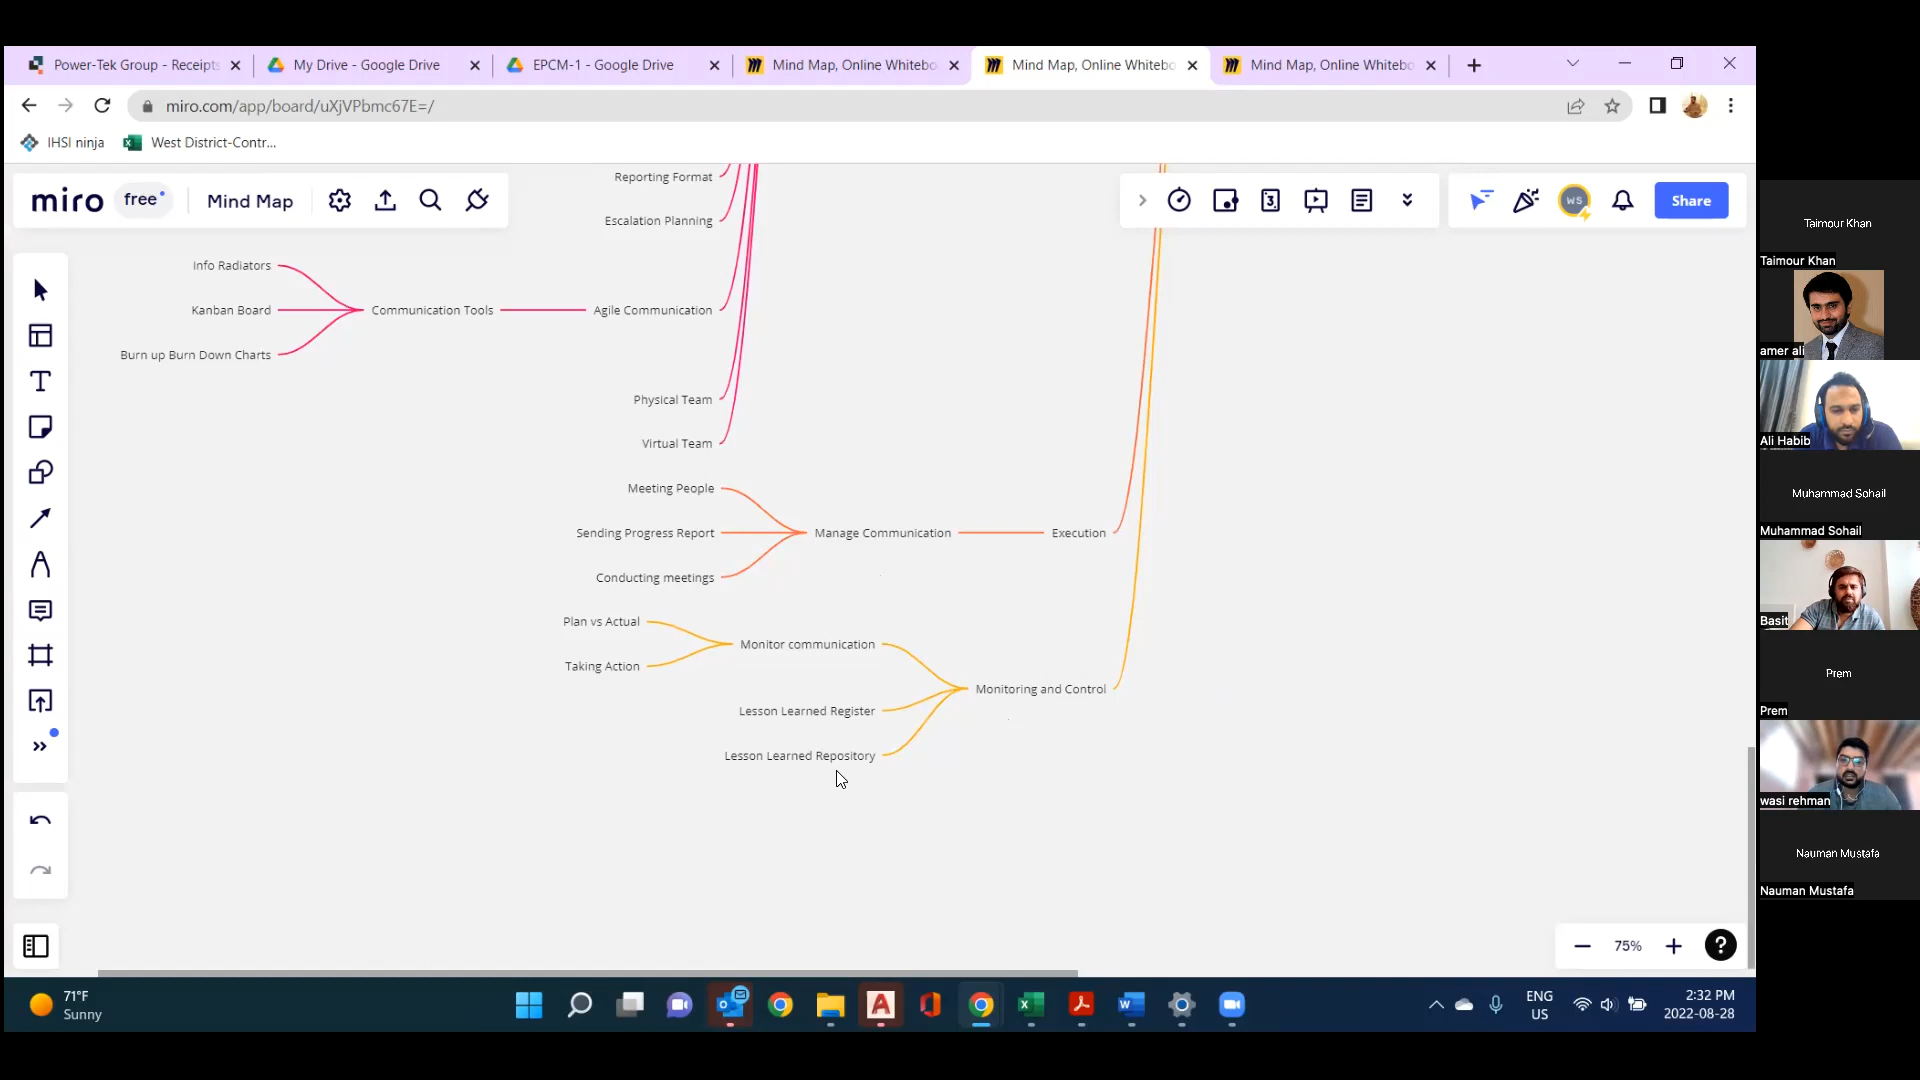 Power-Tek Group - Receipts
My Drive - Google Drive
EPCM-1 - Google Drive
Mind Map, Online Whitebo
Mind Map, Online Whitebo
Mind Map, Online Whitebo
miro.com/app/board/uXjVPbmc67E=/
IHSI ninja
West District-Contr...
miro
free
Mind Map
3
WS
Share
Reporting Format
Escalation Planning
Info Radiators
Kanban Board
Communication Tools
Agile Communication
Burn up Burn Down Charts
Physical Team
Virtual Team
Meeting People
Sending Progress Report
Manage Communication
Execution
Conducting meetings
Plan vs Actual
Monitor communication
Taking Action
Monitoring and Control
Lesson Learned Register
Lesson Learned Repository
75%
?
Taimour Khan
Taimour Khan
amer ali
Ali Habib
Muhammad Sohail
Muhammad Sohail
Basit
Prem
Prem
wasi rehman
Nauman Mustafa
Nauman Mustafa
71°F
Sunny
ENG
US
2:32 PM
2022-08-28